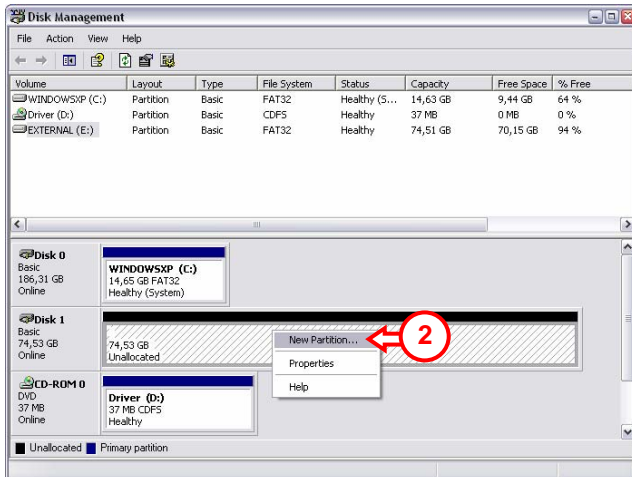 Disk Management
File Action View Help
Volume Layout Type File System Status Capacity Free Space % Free
WINDOWSXP (C:) Partition Basic FAT32 Healthy (S... 14,63 GB 9,44 GB 64 %
Driver (D:) Partition Basic CDFS Healthy 37 MB 0 MB 0 %
EXTERNAL (E:) Partition Basic FAT32 Healthy 74,51 GB 70,15 GB 94 %
Disk 0
Basic
186,31 GB
Online
WINDOWSXP (C:)
14,65 GB FAT32
Healthy (System)
Disk 1
Basic
74,53 GB
Online
74,53 GB
Unallocated
New Partition...
Properties
Help
2
CD-ROM 0
DVD
37 MB
Online
Driver (D:)
37 MB CDFS
Healthy
Unallocated Primary partition